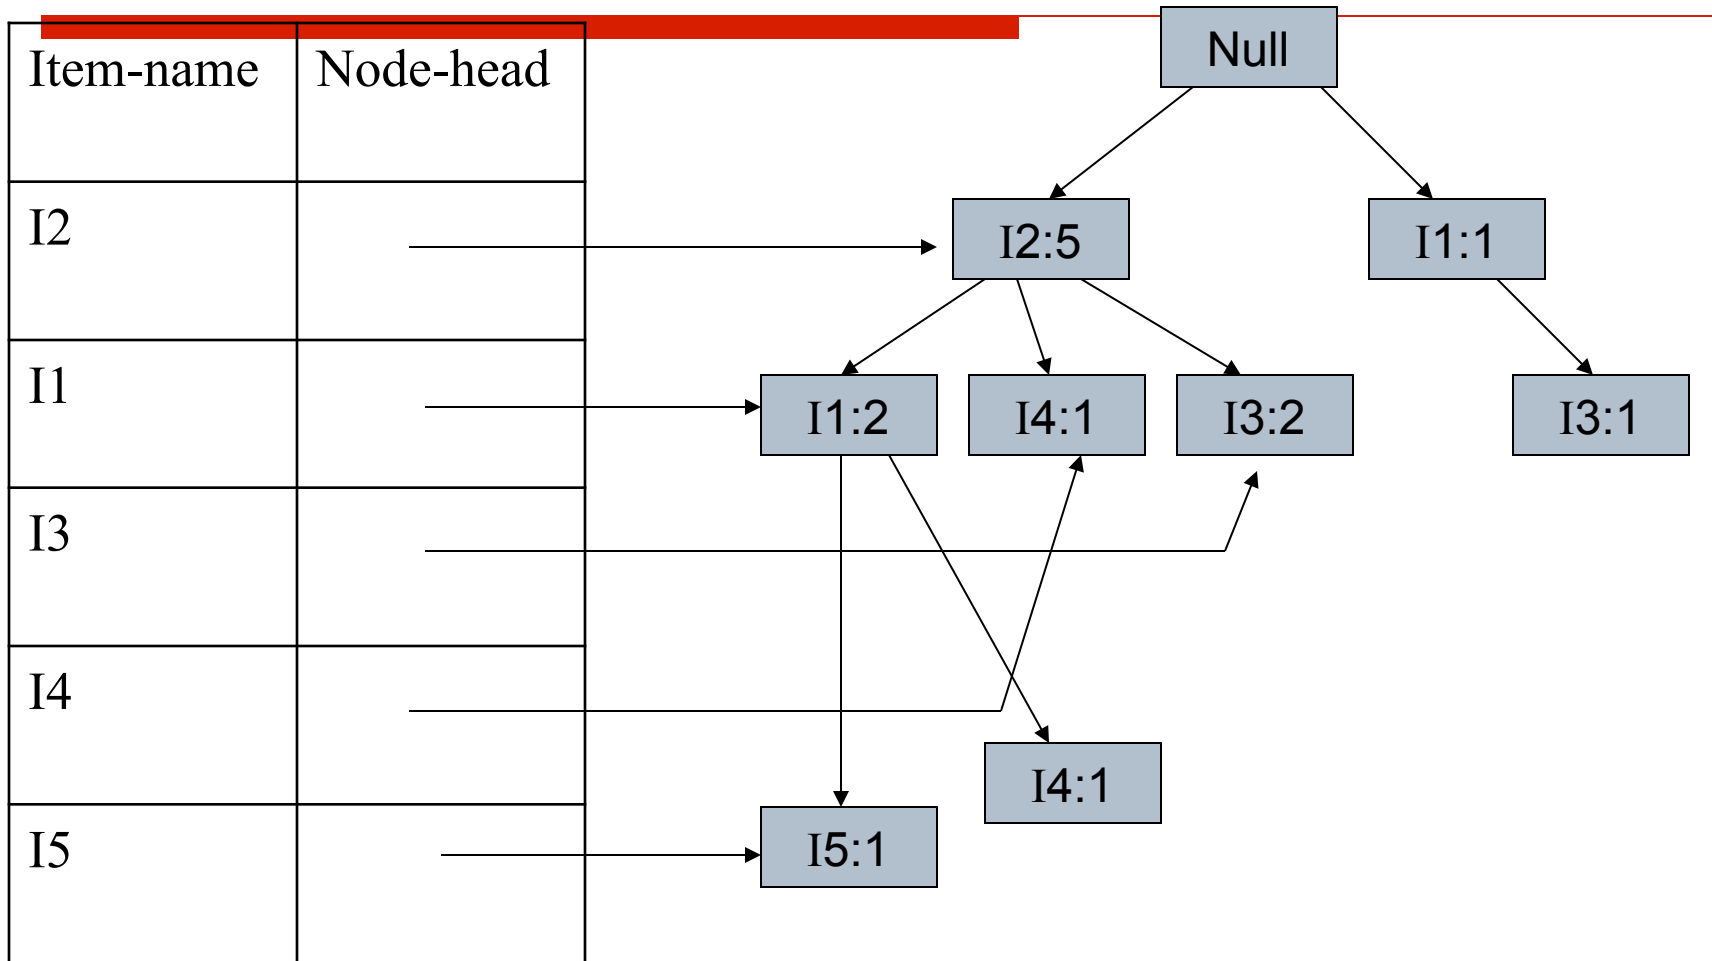 Item-name Node-head
I2
I1
I3
I4
I5
Null
I2:5 I1:1
I1:2 I4:1 I3:2 I3:1
I4:1
I5:1